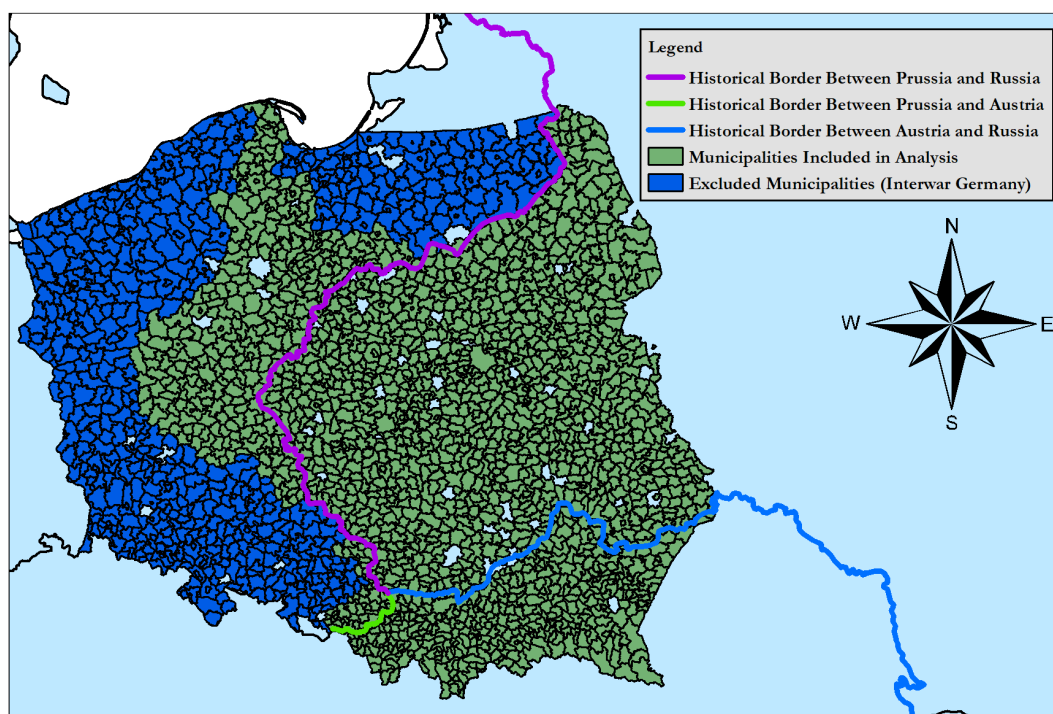 Legend
Historical Border Between Prussia and Russia
Historical Border Between Prussia and Austria
Historical Border Between Austria and Russia
Municipalities Included in Analysis
Excluded Municipalities (Interwar Germany)
N
W
E
S